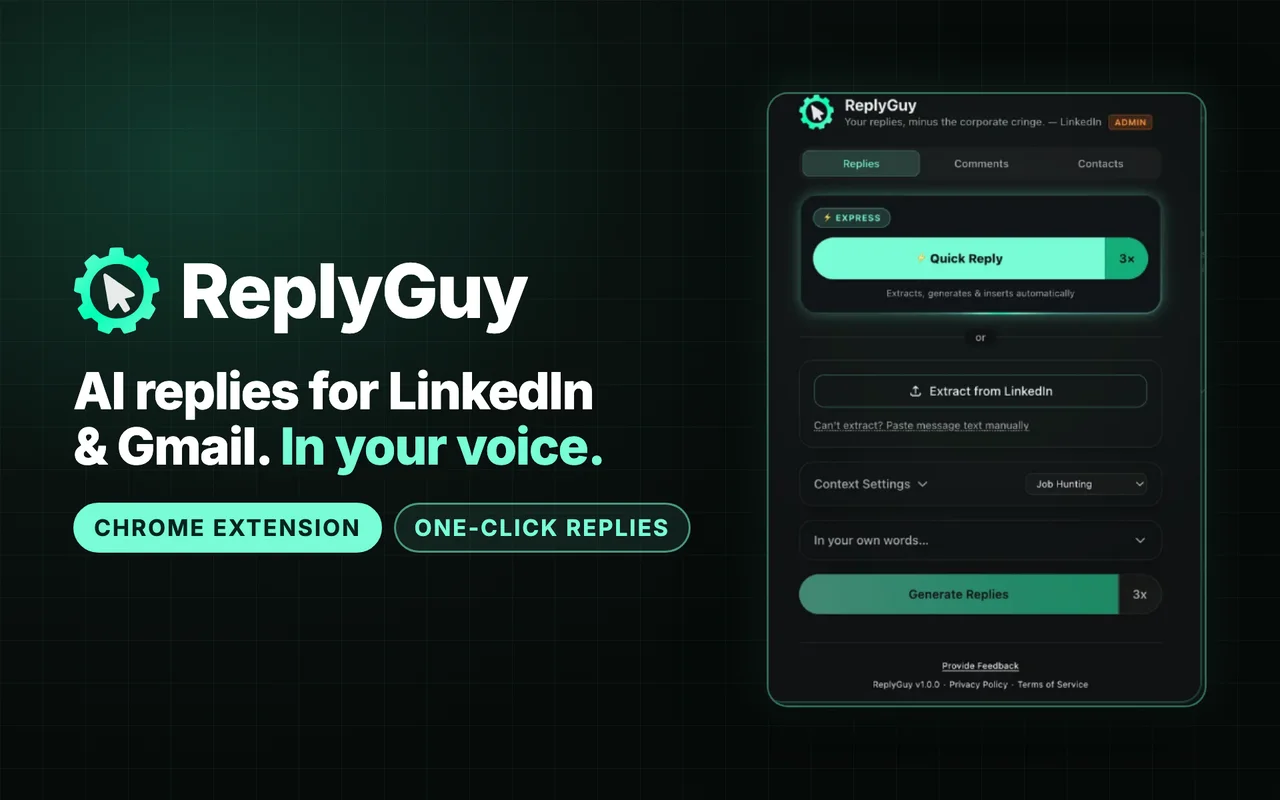 ReplyGuy
AI replies for LinkedIn
& Gmail. In your voice.
CHROME EXTENSION
ONE-CLICK REPLIES
ReplyGuy
Your replies, minus the corporate cringe. — LinkedIn ADMIN
Replies Comments Contacts
⚡ EXPRESS
⚡ Quick Reply 3×
Extracts, generates & inserts automatically
or
Extract from LinkedIn
Can't extract? Paste message text manually
Context Settings Job Hunting
In your own words...
Generate Replies 3x
Provide Feedback
ReplyGuy v1.0.0 · Privacy Policy · Terms of Service